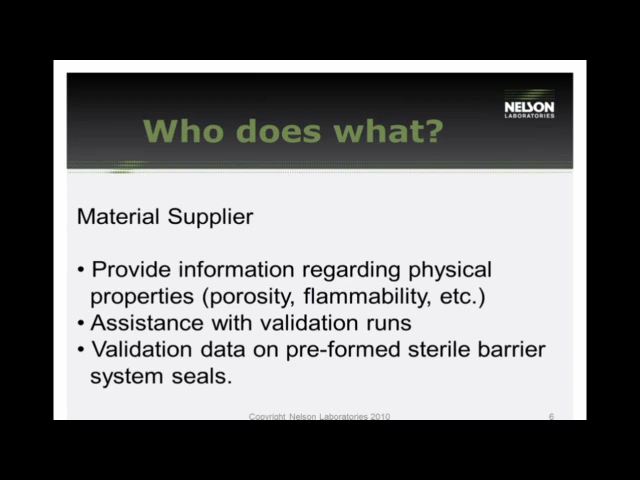 NELSON
LABORATORIES
Who does what?
Material Supplier
• Provide information regarding physical
properties (porosity, flammability, etc.)
• Assistance with validation runs
• Validation data on pre-formed sterile barrier
system seals.
Copyright Nelson Laboratories 2010
6